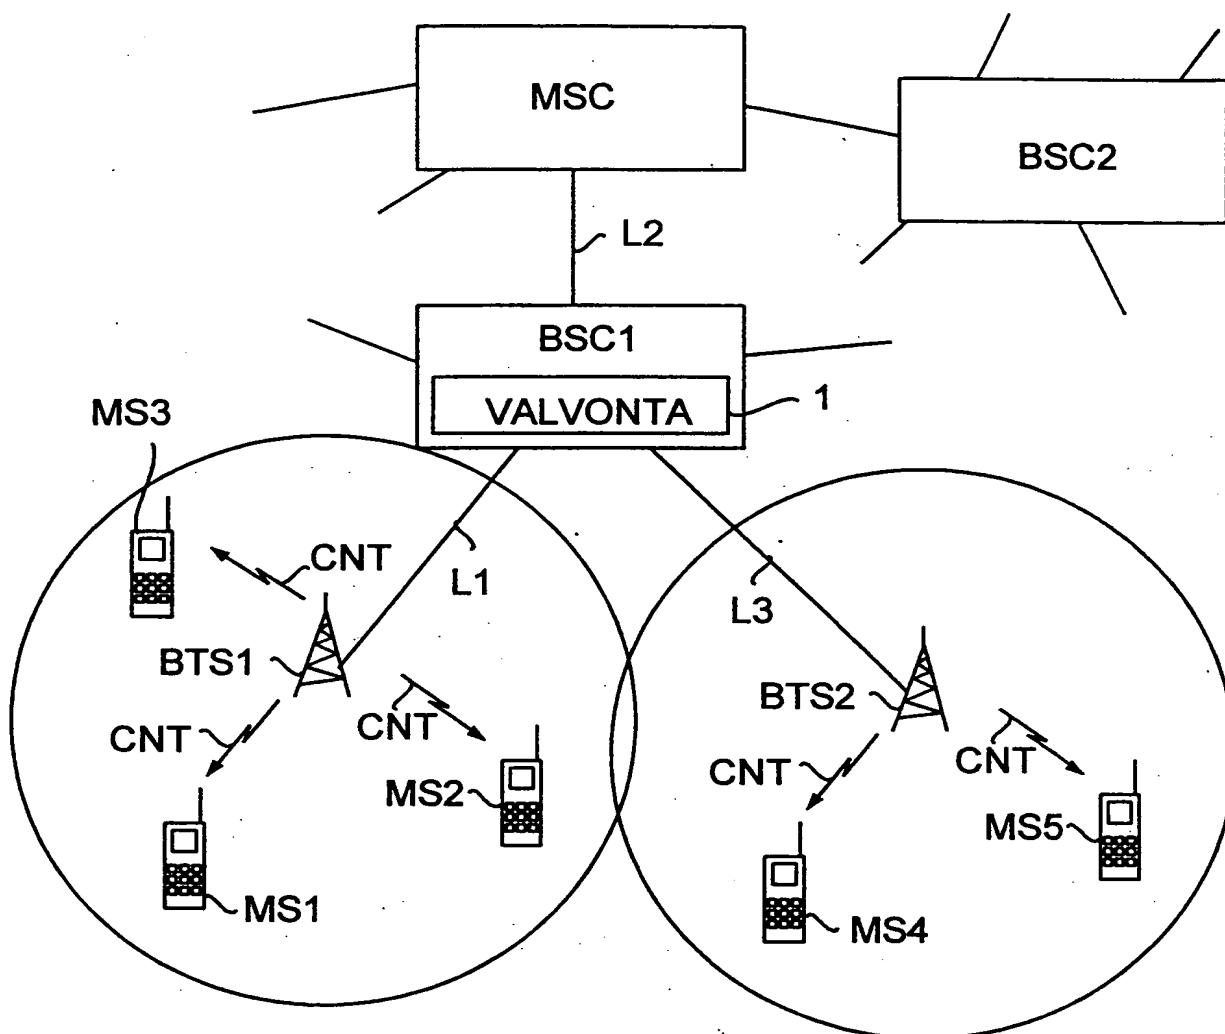 MSC
BSC2
L2
BSC1
VALVONTA
1
MS3
CNT
L1
L3
BTS1
BTS2
CNT
CNT
CNT
CNT
MS2
MS5
MS1
MS4